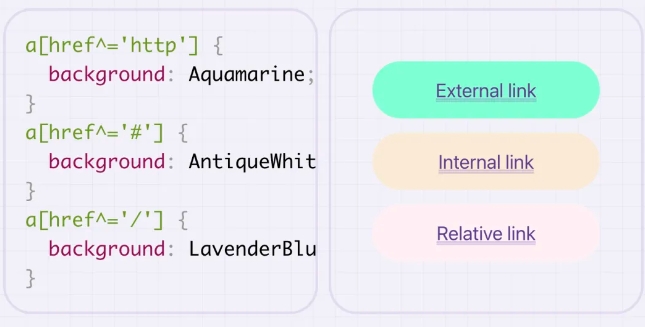 a[href^='http'] {
background: Aquamarine;
}
a[href^='#'] {
background: AntiqueWhit
}
a[href^='/'] {
background: LavenderBlu
}
External link
Internal link
Relative link